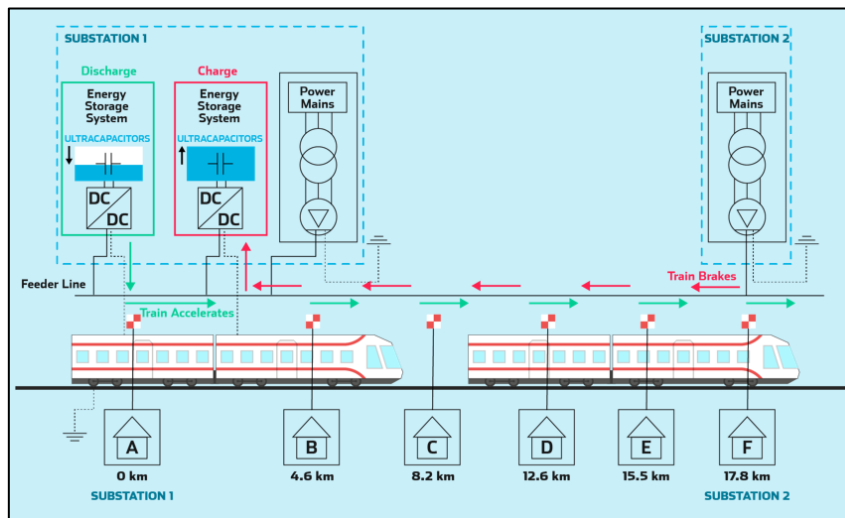 SUBSTATION 1
SUBSTATION 2
Discharge
Charge
Energy
Storage
System
ULTRACAPACITORS
DC
DC
Energy
Storage
System
ULTRACAPACITORS
DC
DC
Power
Mains
Power
Mains
Feeder Line
Train Brakes
Train Accelerates
A
B
C
D
E
F
0 km
4.6 km
8.2 km
12.6 km
15.5 km
17.8 km
SUBSTATION 1
SUBSTATION 2